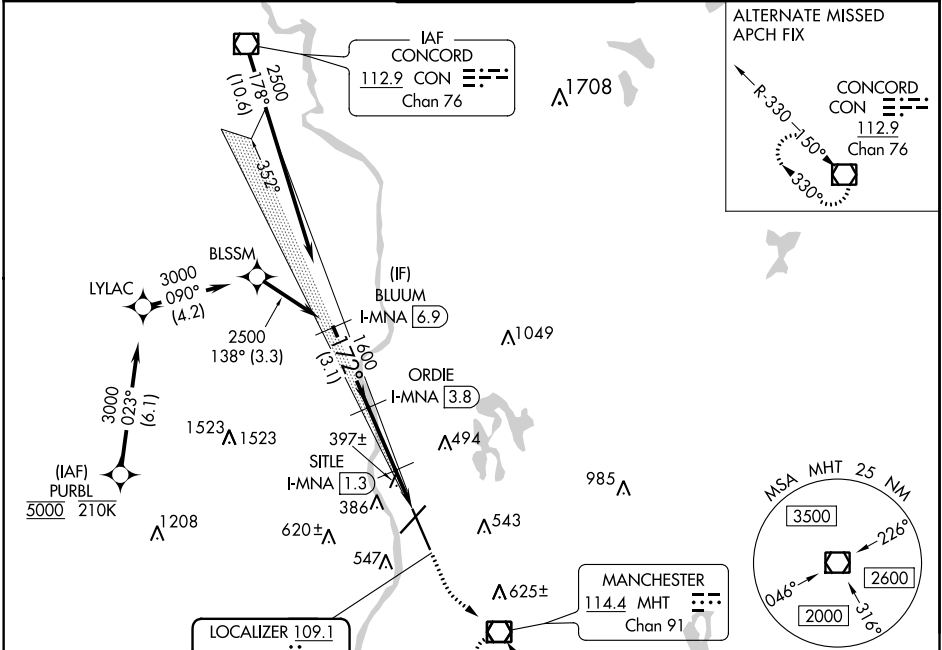 ALTERNATE MISSED
APCH FIX
CONCORD
CON
112.9
Chan 76
R-330
150°
330°
IAF
CONCORD
112.9 CON
Chan 76
2500
178°
(10.6)
1708
352°
BLSSM
LYLAC
3000
090°
(4.2)
2500
138° (3.3)
(IF)
BLUUM
I-MNA 6.9
1600
172°
(3.1)
1049
ORDIE
I-MNA 3.8
3000
023°
(6.1)
1523
1523
397±
494
SITLE
I-MNA 1.3
(IAF)
PURBL
5000 210K
985
386
1208
620±
543
547
625±
MSA MHT 25 NM
3500
226°
046°
2600
2000
316°
MANCHESTER
114.4 MHT
Chan 91
LOCALIZER 109.1